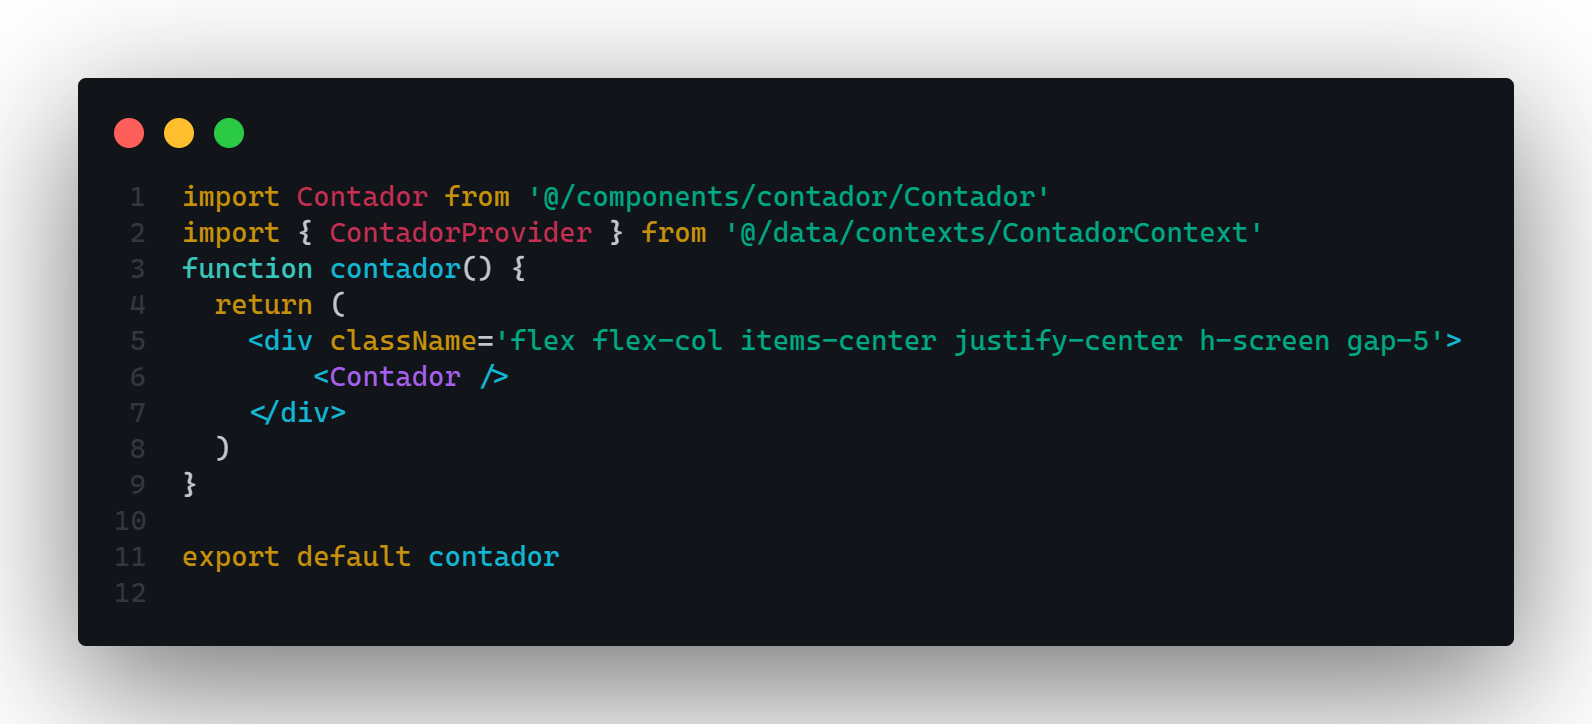 1 import Contador from '@/components/contador/Contador'
2 import { ContadorProvider } from '@/data/contexts/ContadorContext'
3 function contador() {
4   return (
5     <div className='flex flex-col items-center justify-center h-screen gap-5'>
6         <Contador />
7     </div>
8   )
9 }
10
11 export default contador
12